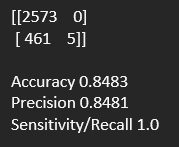 [[2573    0]
 [ 461    5]]
Accuracy 0.8483
Precision 0.8481
Sensitivity/Recall 1.0